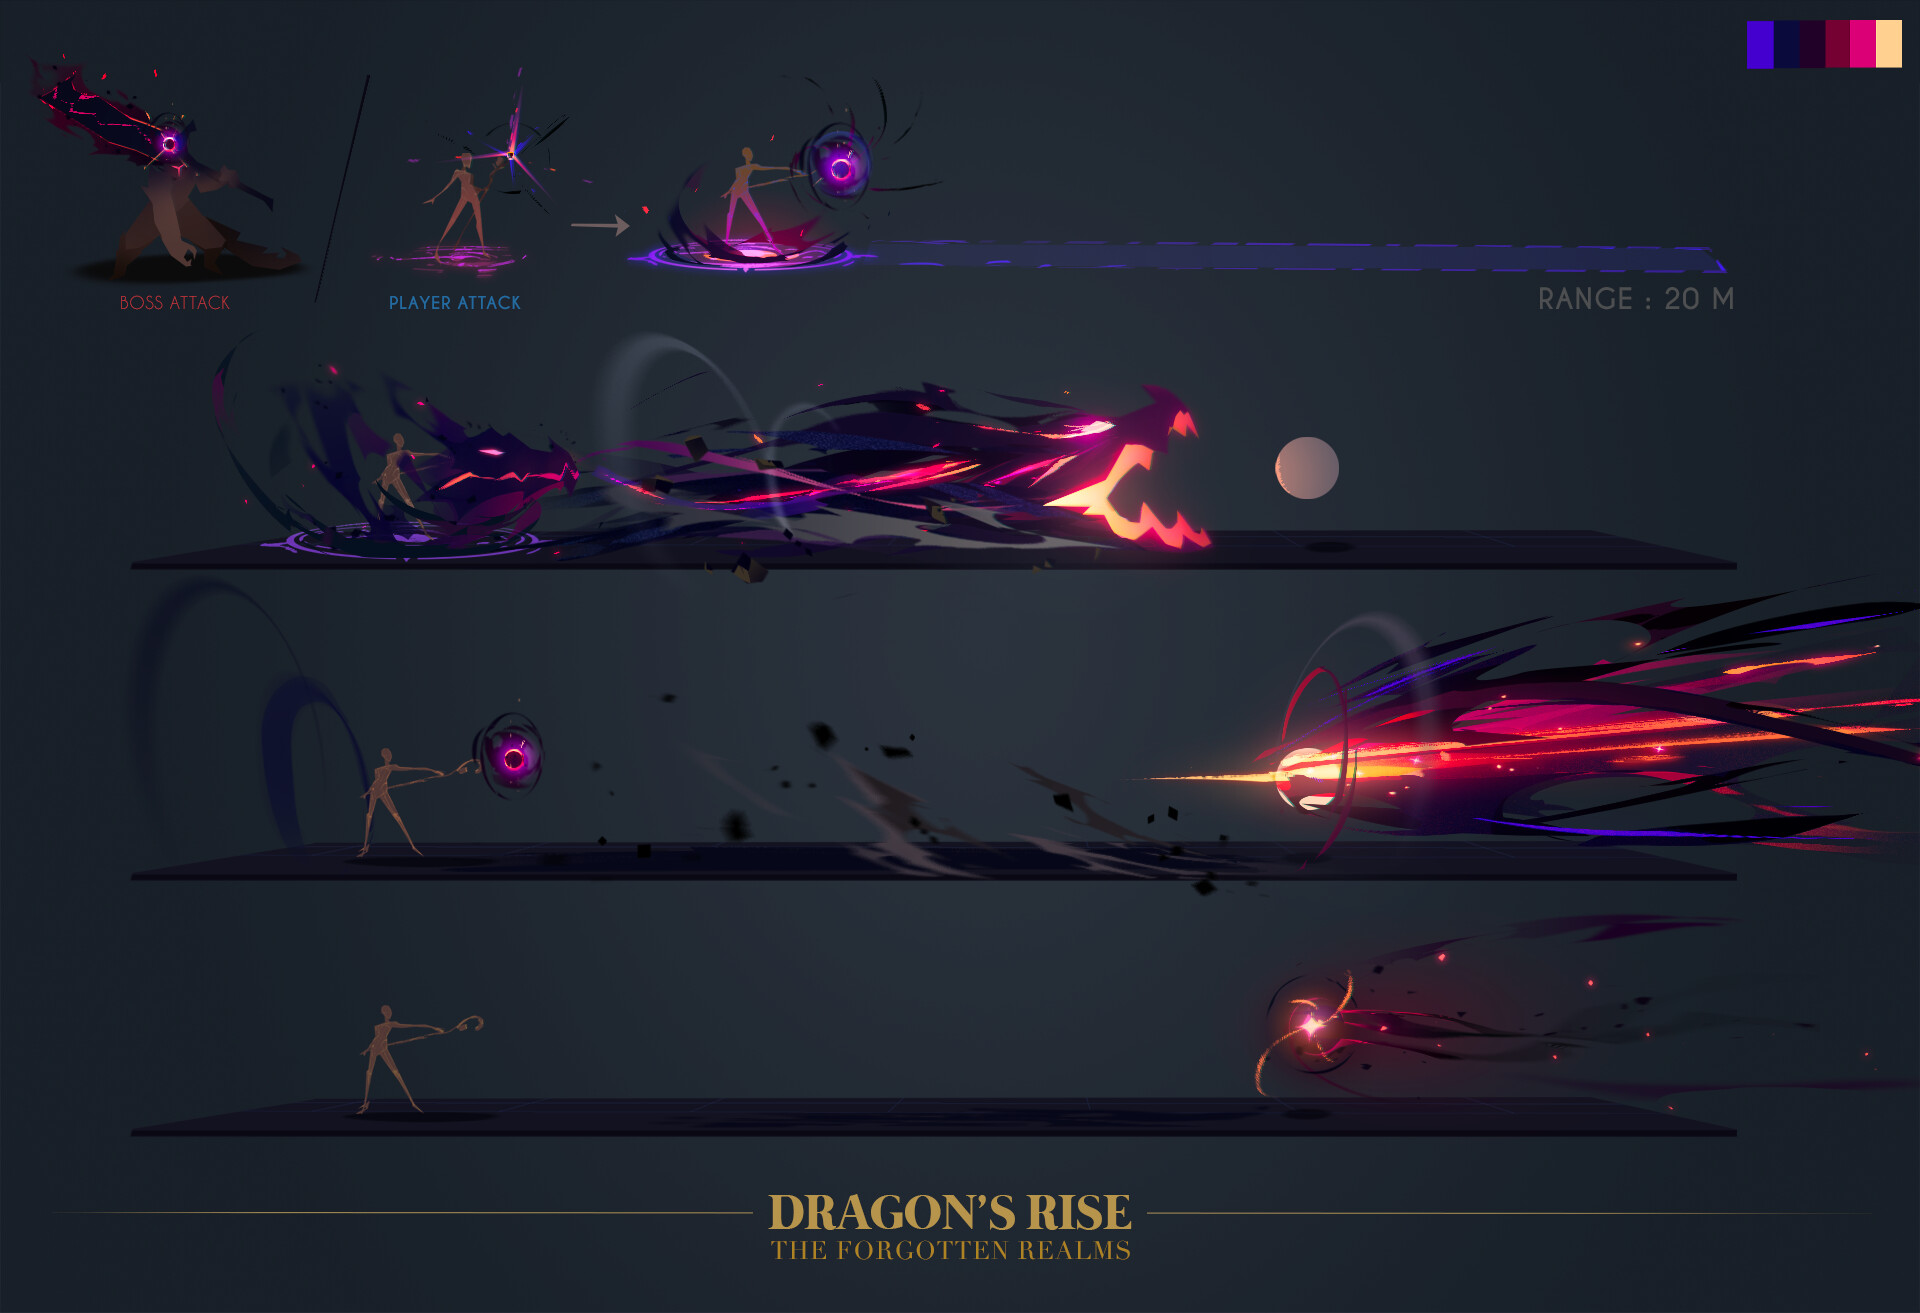 BOSS ATTACK
PLAYER ATTACK
RANGE : 20 M
DRAGON'S RISE
THE FORGOTTEN REALMS